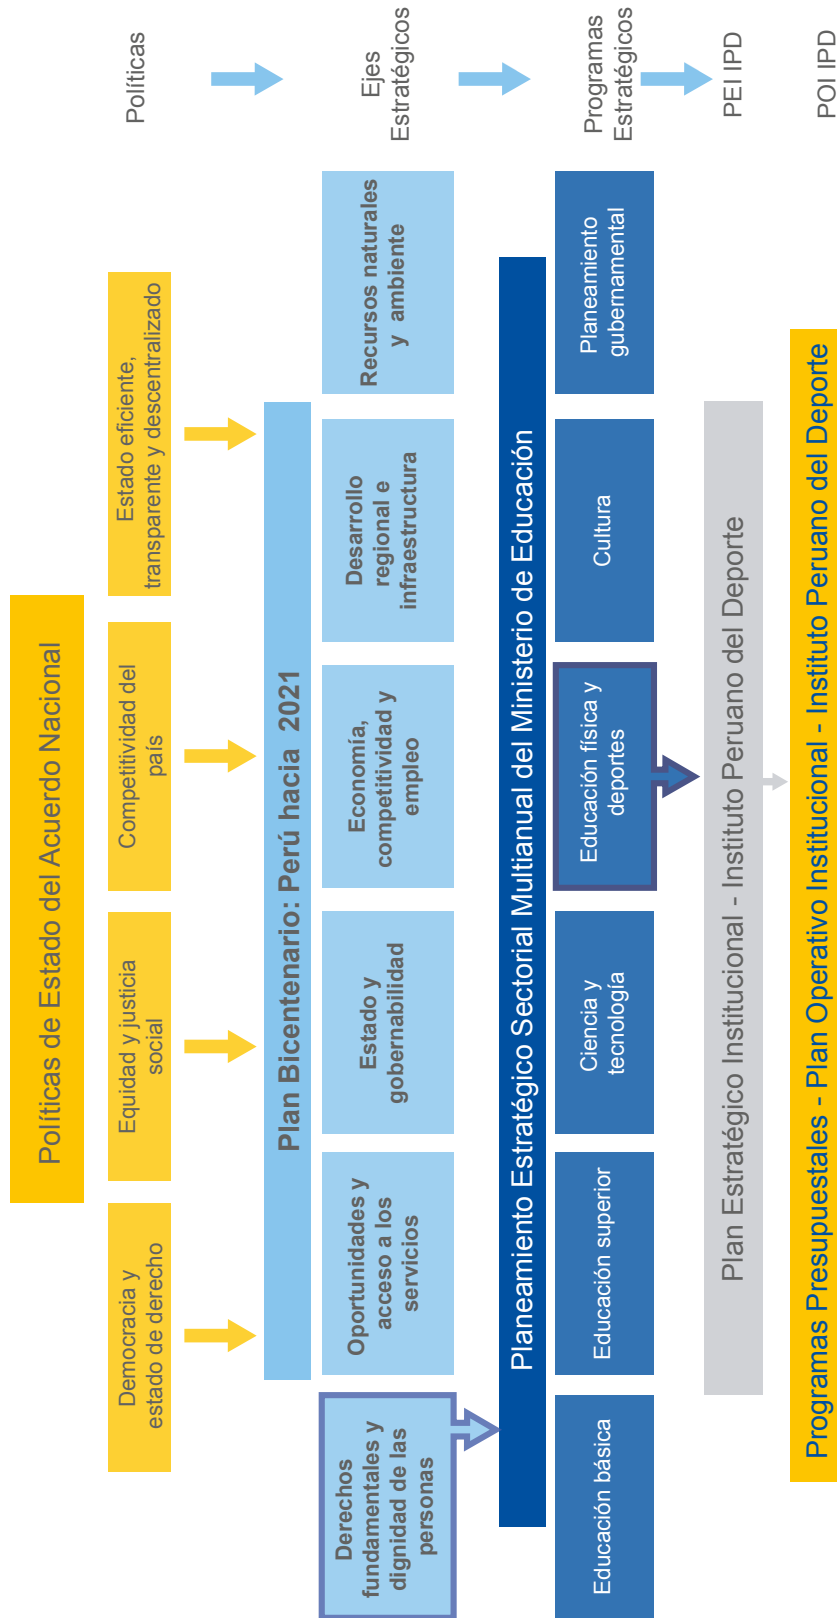 Políticas de Estado del Acuerdo Nacional
Democracia y
estado de derecho
Equidad y justicia
social
Competitividad del
país
Estado eficiente,
transparente y descentralizado
Políticas
Plan Bicentenario: Perú hacia 2021
Derechos
fundamentales y
dignidad de las
personas
Oportunidades y
acceso a los
servicios
Estado y
gobernabilidad
Economía,
competitividad y
empleo
Desarrollo
regional e
infraestructura
Recursos naturales
y ambiente
Ejes
Estratégicos
Planeamiento Estratégico Sectorial Multianual del Ministerio de Educación
Educación básica
Educación superior
Ciencia y
tecnología
Educación física y
deportes
Cultura
Planeamiento
gubernamental
Programas
Estratégicos
Plan Estratégico Institucional - Instituto Peruano del Deporte
PEI IPD
Programas Presupuestales - Plan Operativo Institucional - Instituto Peruano del Deporte
POI IPD